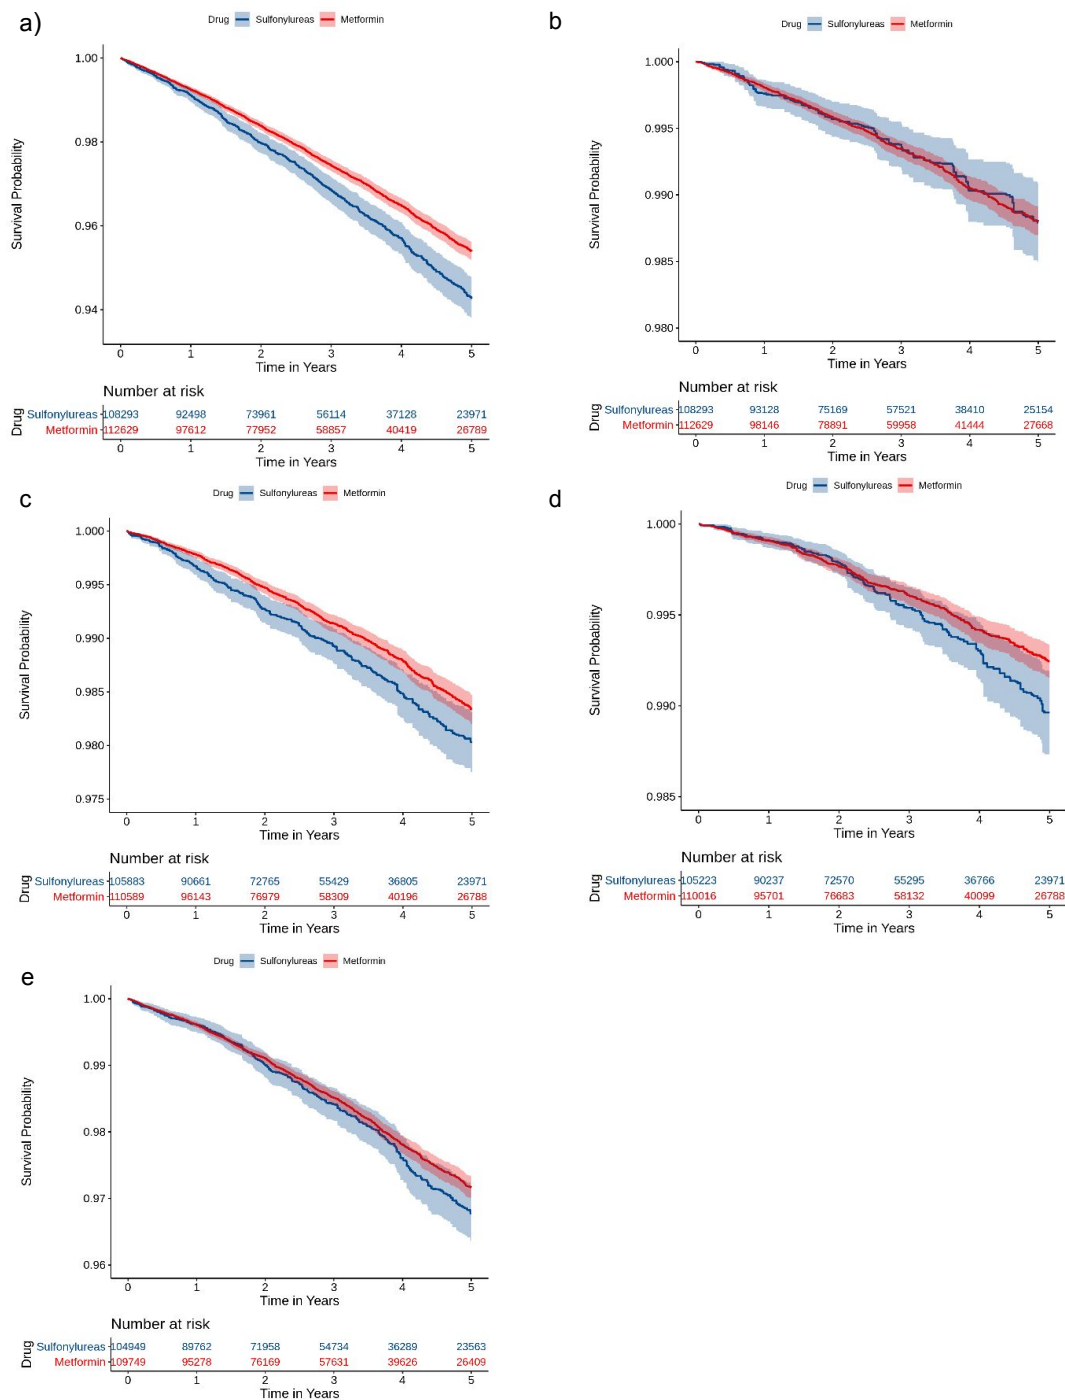 a)
Drug Sulfonylureas Metformin
1.00
0.98
0.96
0.94
Survival Probability
0 1 2 3 4 5
Time in Years
Number at risk
Drug
Sulfonylureas 108293 92498 73961 56114 37128 23971
Metformin 112629 97612 77952 58857 40419 26789
0 1 2 3 4 5
Time in Years
b)
Drug Sulfonylureas Metformin
1.000
0.995
0.990
0.985
0.980
Survival Probability
0 1 2 3 4 5
Time in Years
Number at risk
Drug
Sulfonylureas 108293 93128 75169 57521 38410 25154
Metformin 112629 98146 78891 59958 41444 27668
0 1 2 3 4 5
Time in Years
c
Drug Sulfonylureas Metformin
1.000
0.995
0.990
0.985
0.980
0.975
Survival Probability
0 1 2 3 4 5
Time in Years
Number at risk
Drug
Sulfonylureas 105883 90661 72765 55429 36805 23971
Metformin 110589 96143 76979 58309 40196 26788
0 1 2 3 4 5
Time in Years
d
Drug Sulfonylureas Metformin
1.000
0.995
0.990
0.985
Survival Probability
0 1 2 3 4 5
Time in Years
Number at risk
Drug
Sulfonylureas 105223 90237 72570 55295 36766 23971
Metformin 110016 95701 76683 58132 40099 26788
0 1 2 3 4 5
Time in Years
e
Drug Sulfonylureas Metformin
1.00
0.99
0.98
0.97
0.96
Survival Probability
0 1 2 3 4 5
Time in Years
Number at risk
Drug
Sulfonylureas 104949 89762 71958 54734 36289 23563
Metformin 109749 95278 76169 57631 39626 26409
0 1 2 3 4 5
Time in Years